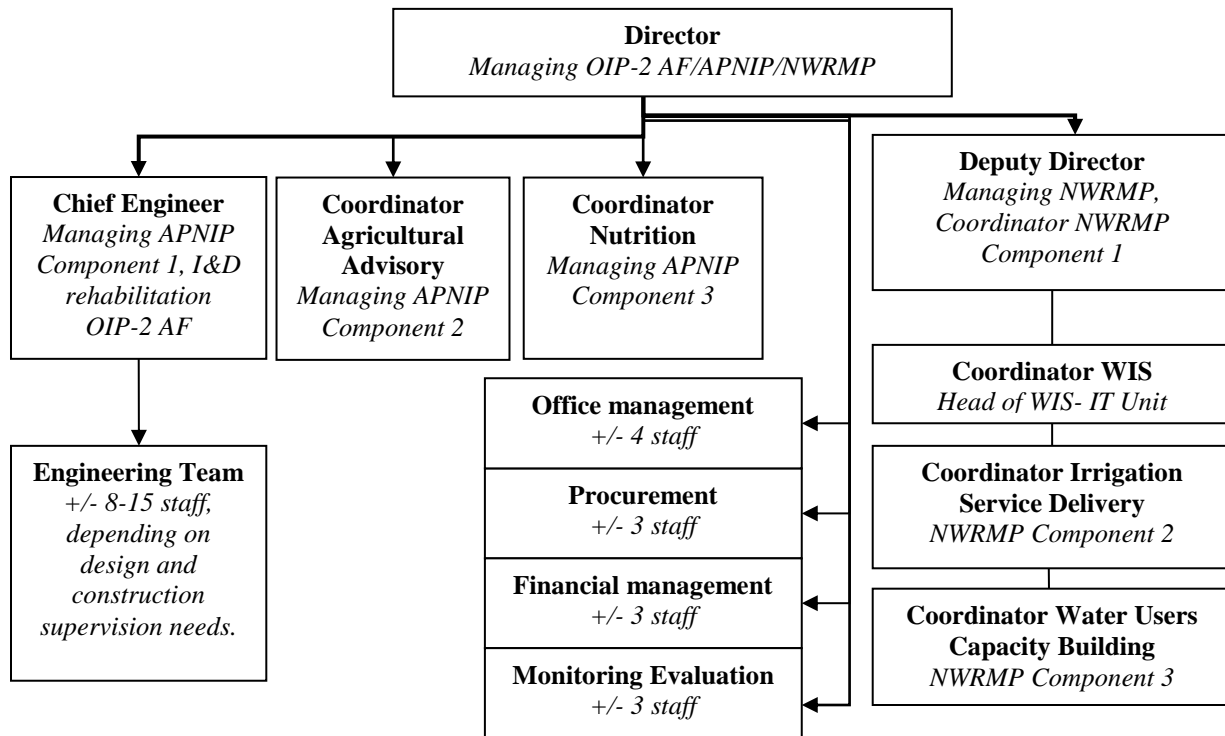 Director
Managing OIP-2 AF/APNIP/NWRMP
Chief Engineer
Managing APNIP
Component 1, I&D
rehabilitation
OIP-2 AF
Coordinator
Agricultural
Advisory
Managing APNIP
Component 2
Coordinator
Nutrition
Managing APNIP
Component 3
Deputy Director
Managing NWRMP,
Coordinator NWRMP
Component 1
Engineering Team
+/- 8-15 staff,
depending on
design and
construction
supervision needs.
Office management
+/- 4 staff
Procurement
+/- 3 staff
Financial management
+/- 3 staff
Monitoring Evaluation
+/- 3 staff
Coordinator WIS
Head of WIS- IT Unit
Coordinator Irrigation
Service Delivery
NWRMP Component 2
Coordinator Water Users
Capacity Building
NWRMP Component 3